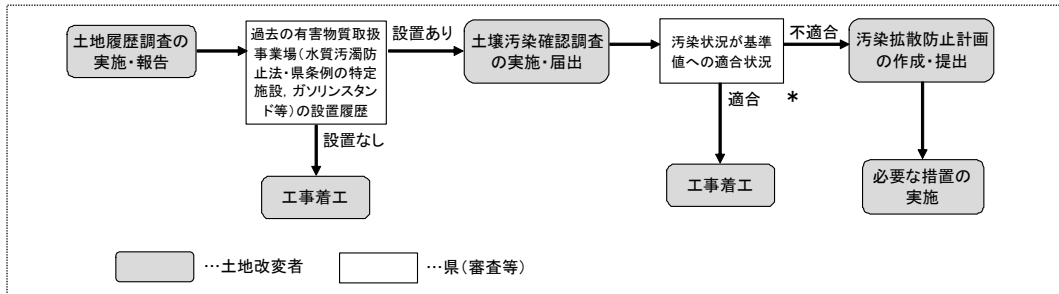 土地履歴調査の
実施・報告
過去の有害物質取扱
事業場（水質汚濁防
止法・県条例の特定
施設，ガソリンスタン
ド等）の設置履歴
設置あり
設置なし
工事着工
土壌汚染確認調査
の実施・届出
汚染状況が基準
値への適合状況
不適合
適合　＊
工事着工
汚染拡散防止計画
の作成・提出
必要な措置の
実施
…土地改変者
…県（審査等）